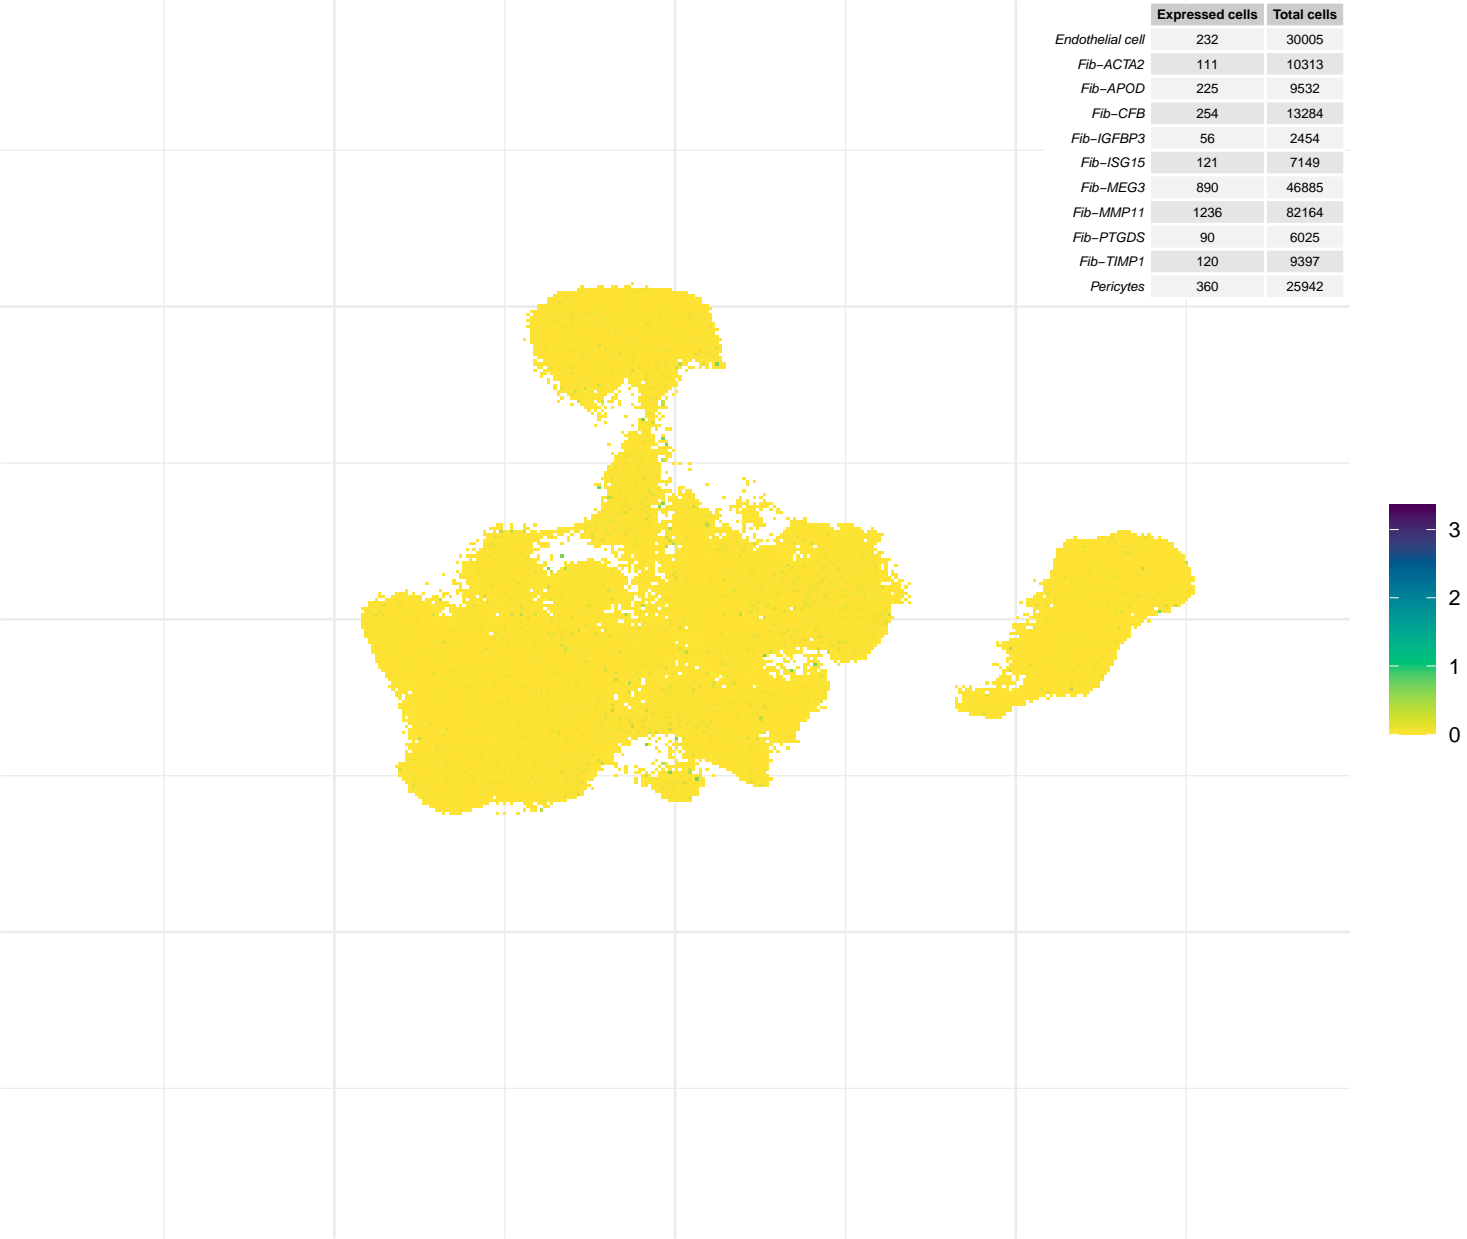 Expressed cells Total cells
Endothelial cell 232 30005
Fib−ACTA2 111 10313
Fib−APOD 225 9532
Fib−CFB 254 13284
Fib−IGFBP3 56 2454
Fib−ISG15 121 7149
Fib−MEG3 890 46885
Fib−MMP11 1236 82164
Fib−PTGDS 90 6025
Fib−TIMP1 120 9397
Pericytes 360 25942
3
2
1
0